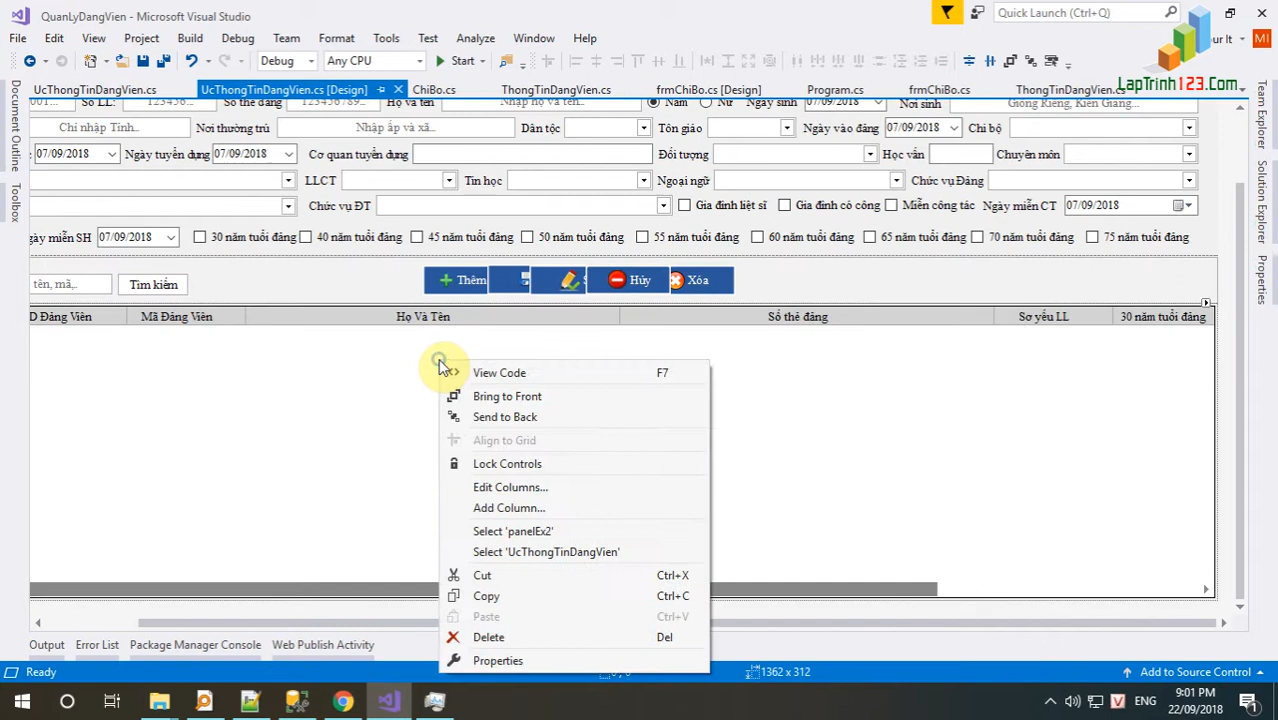 QuanLyDangVien - Microsoft Visual Studio
Quick Launch (Ctrl+Q)
File Edit View Project Build Debug Team Format Tools Test Analyze Window Help
ur It MI
Debug Any CPU Start
LapTrinh123.Com
UcThongTinDangVien.cs UcThongTinDangVien.cs [Design] ChiBo.cs ThongTinDangVien.cs frmChiBo.cs [Design] Program.cs frmChiBo.cs ThongTinDangVien.cs
Document Outline
Toolbox
Team Explorer
Solution Explorer
Properties
001... Số LL: 123456... Số thẻ đảng 123456789... Họ và tên Nhập họ và tên... Nam Nữ Ngày sinh 07/09/2018 Nơi sinh Giồng Riềng, Kiên Giang...
Chỉ nhập Tỉnh... Nơi thường trú Nhập ấp và xã... Dân tộc Tôn giáo Ngày vào đảng 07/09/2018 Chi bộ
07/09/2018 Ngày tuyển dụng 07/09/2018 Cơ quan tuyển dụng Đối tượng Học vấn Chuyên môn
LLCT Tin học Ngoại ngữ Chức vụ Đảng
Chức vụ ĐT Gia đình liệt sĩ Gia đình có công Miễn công tác Ngày miễn CT 07/09/2018
gày miễn SH 07/09/2018 30 năm tuổi đảng 40 năm tuổi đảng 45 năm tuổi đảng 50 năm tuổi đảng 55 năm tuổi đảng 60 năm tuổi đảng 65 năm tuổi đảng 70 năm tuổi đảng 75 năm tuổi đảng
tên, mã,.. Tìm kiếm Thêm Hủy Xóa
D Đảng Viên Mã Đảng Viên Họ Và Tên Số thẻ đảng Sơ yếu LL 30 năm tuổi đảng
View Code F7
Bring to Front
Send to Back
Align to Grid
Lock Controls
Edit Columns...
Add Column...
Select 'panelEx2'
Select 'UcThongTinDangVien'
Cut Ctrl+X
Copy Ctrl+C
Paste Ctrl+V
Delete Del
Properties
Output Error List Package Manager Console Web Publish Activity
Ready 1362 x 312 Add to Source Control
ENG 9:01 PM
22/09/2018